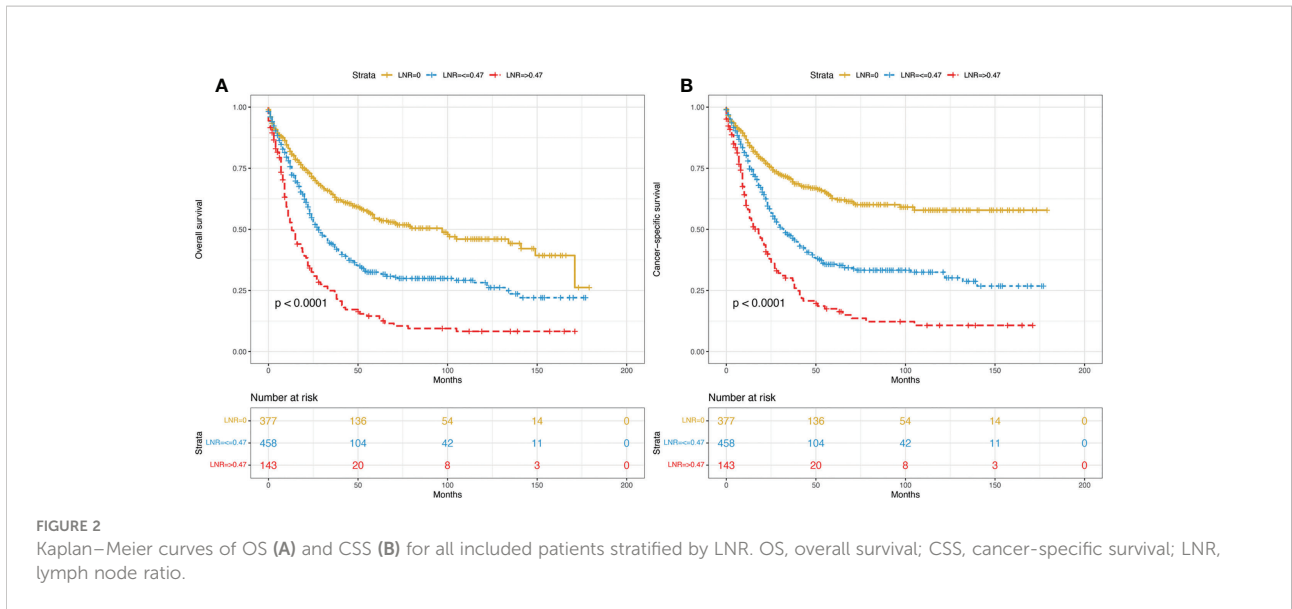 A
Strata LNR=0 LNR=<=0.47 LNR=>0.47
1.00
0.75
0.50
0.25
0.00
Overall survival
p < 0.0001
0 50 100 150 200
Months
Number at risk
Strata
LNR=0 377 136 54 14 0
LNR=<=0.47 458 104 42 11 0
LNR=>0.47 143 20 8 3 0
0 50 100 150 200
Months
B
Strata LNR=0 LNR=<=0.47 LNR=>0.47
1.00
0.75
0.50
0.25
0.00
Cancer-specific survival
p < 0.0001
0 50 100 150 200
Months
Number at risk
Strata
LNR=0 377 136 54 14 0
LNR=<=0.47 458 104 42 11 0
LNR=>0.47 143 20 8 3 0
0 50 100 150 200
Months
FIGURE 2
Kaplan–Meier curves of OS (A) and CSS (B) for all included patients stratified by LNR. OS, overall survival; CSS, cancer-specific survival; LNR,
lymph node ratio.